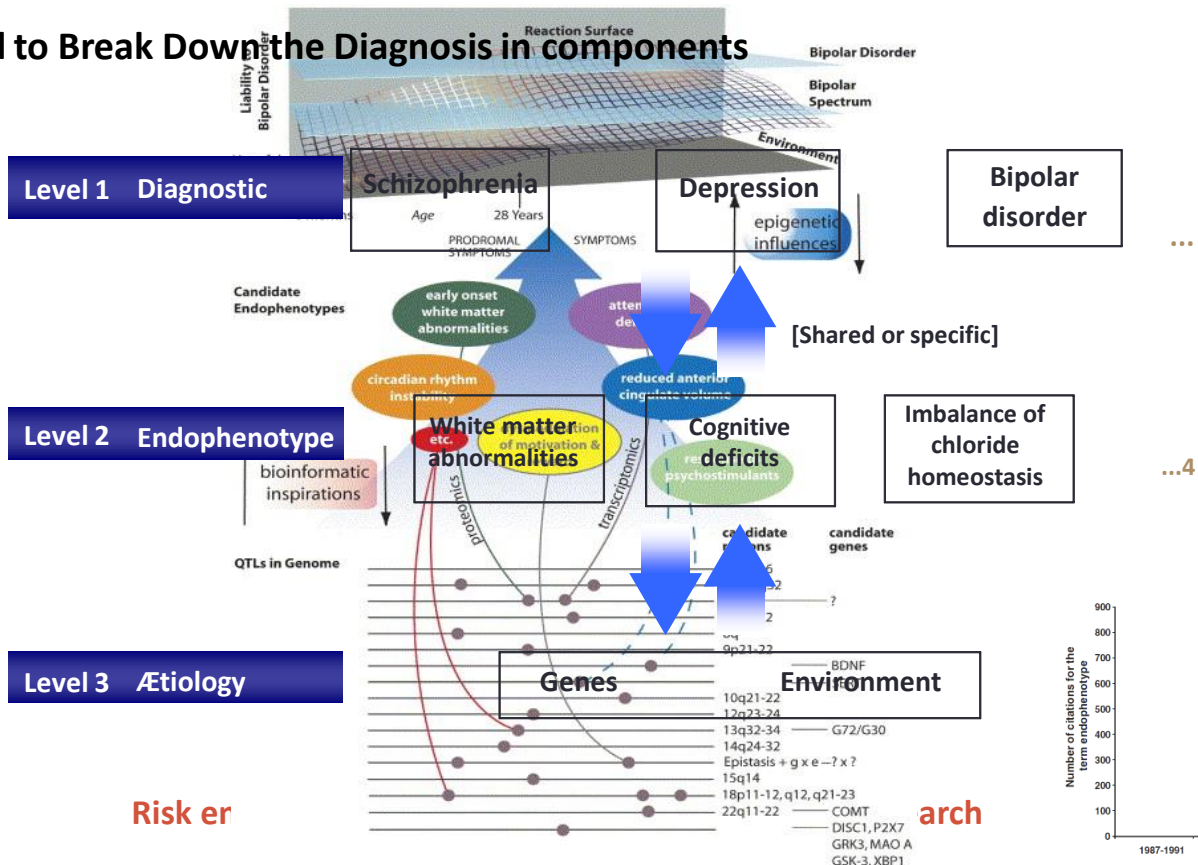 l to Break Down the Diagnosis in components
Reaction Surface
Liability to
Bipolar Disorder
Bipolar Disorder
Bipolar
Spectrum
Environment
Level 1 Diagnostic
Schizophrenia
Depression
Bipolar
disorder
...
Age
28 Years
PRODROMAL
SYMPTOMS
SYMPTOMS
epigenetic
influences
Candidate
Endophenotypes
early onset
white matter
abnormalities
[Shared or specific]
circadian rhythm
instability
reduced anterior
cingulate volume
Level 2 Endophenotype
etc.
White matter
abnormalities
of motivation &
Cognitive
deficits
psychostimulants
Imbalance of
chloride
homeostasis
...4
bioinformatic
inspirations
proteomics
transcriptomics
candidate
candidate
genes
QTLs in Genome
?
9p21-22
Level 3 Ætiology
Genes
Environment
BDNF
10q21-22
12q23-24
13q32-34
G72/G30
14q24-32
Epistasis + g x e –? x ?
15q14
18p11-12, q12, q21-23
22q11-22
COMT
DISC1, P2X7
GRK3, MAO A
GSK-3, XBP1
Risk er
arch
Number of citations for the
term endophenotype
900
800
700
600
500
400
300
200
100
0
1987-1991